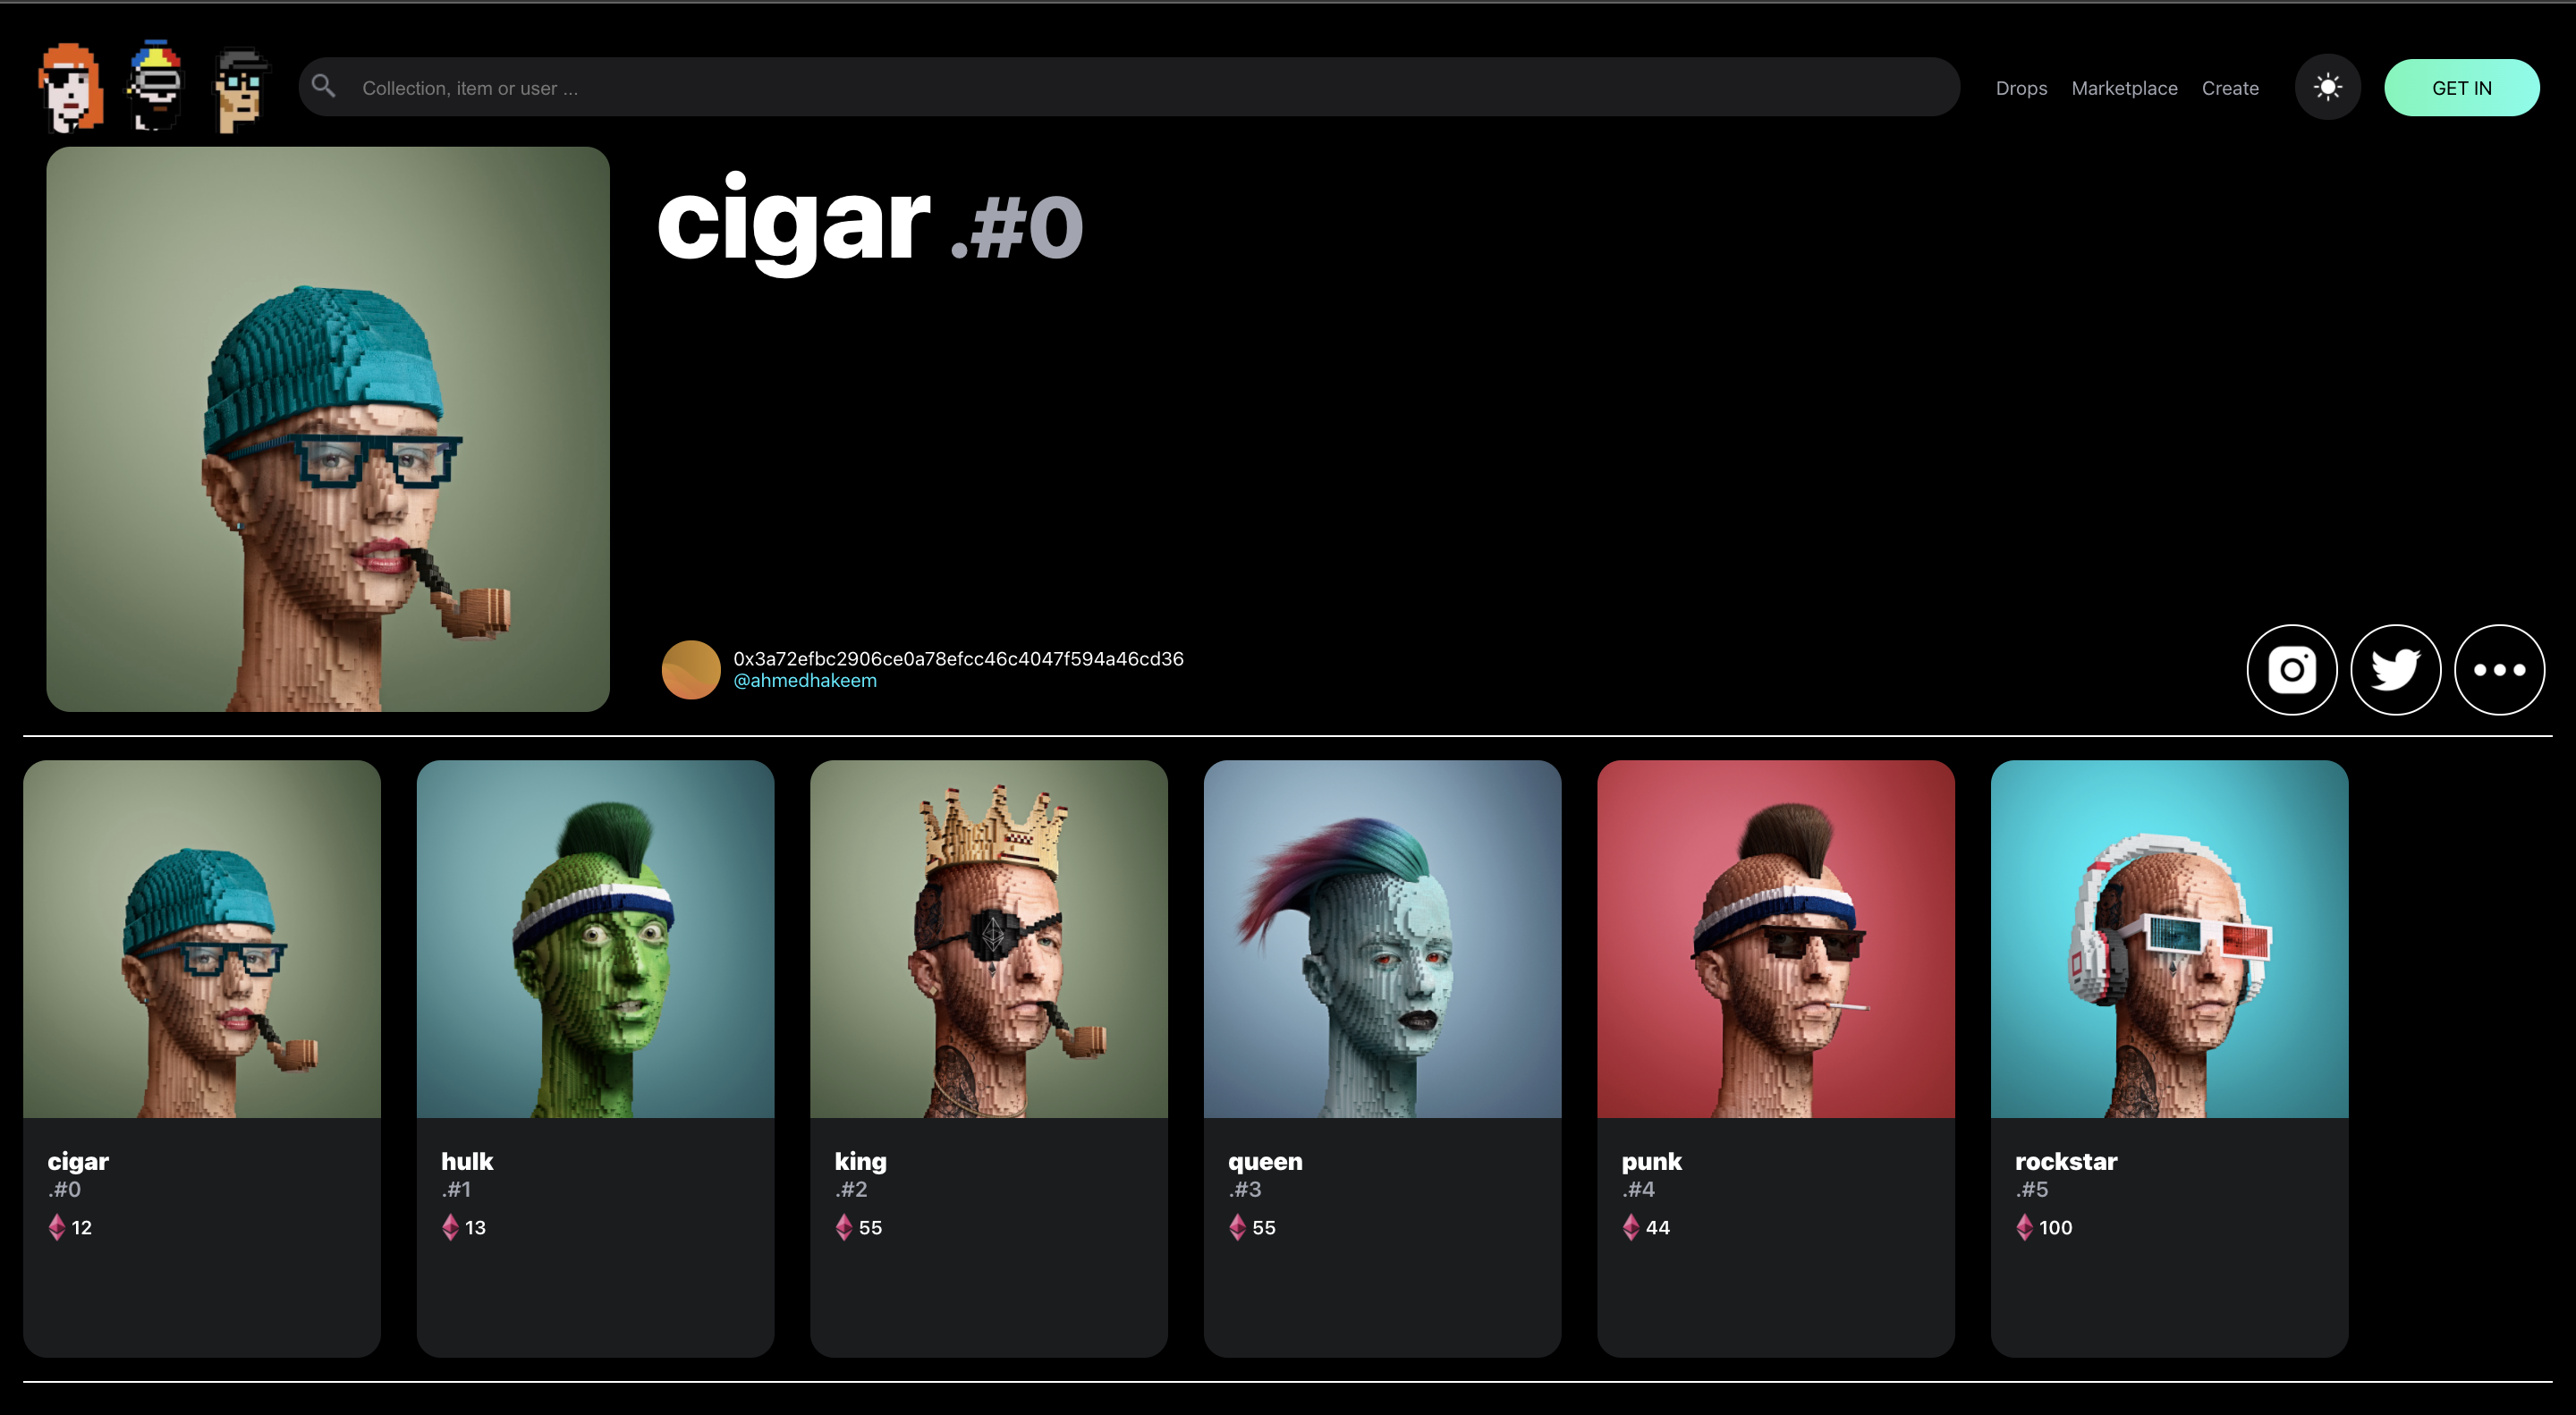 Collection, item or user ...
Drops
Marketplace
Create
GET IN
cigar .#0
0x3a72efbc2906ce0a78efcc46c4047f594a46cd36
@ahmedhakeem
cigar
.#0
12
hulk
.#1
13
king
.#2
55
queen
.#3
55
punk
.#4
44
rockstar
.#5
100